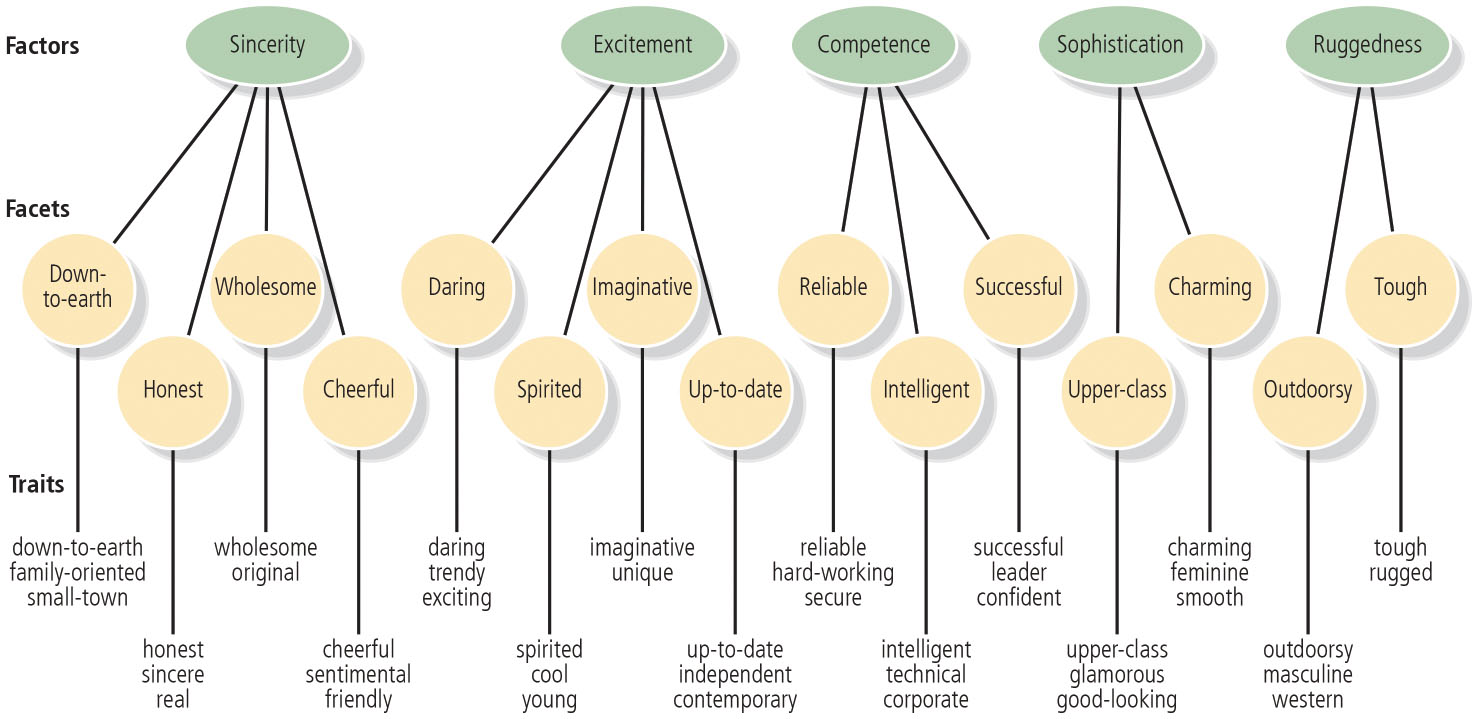 Factors
Sincerity
Excitement
Competence
Sophistication
Ruggedness
Facets
Down-
to-earth
Wholesome
Daring
Imaginative
Reliable
Successful
Charming
Tough
Honest
Cheerful
Spirited
Up-to-date
Intelligent
Upper-class
Outdoorsy
Traits
down-to-earth
family-oriented
small-town
wholesome
original
daring
trendy
exciting
imaginative
unique
reliable
hard-working
secure
successful
leader
confident
charming
feminine
smooth
tough
rugged
honest
sincere
real
cheerful
sentimental
friendly
spirited
cool
young
up-to-date
independent
contemporary
intelligent
technical
corporate
upper-class
glamorous
good-looking
outdoorsy
masculine
western